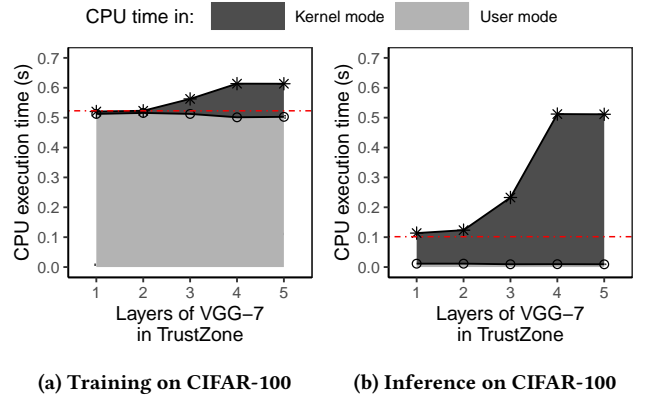 CPU time in: Kernel mode User mode
CPU execution time (s)
0.7
0.6
0.5
0.4
0.3
0.2
0.1
0.0
1 2 3 4 5
Layers of VGG−7
in TrustZone
(a) Training on CIFAR-100
CPU execution time (s)
0.7
0.6
0.5
0.4
0.3
0.2
0.1
0.0
1 2 3 4 5
Layers of VGG−7
in TrustZone
(b) Inference on CIFAR-100